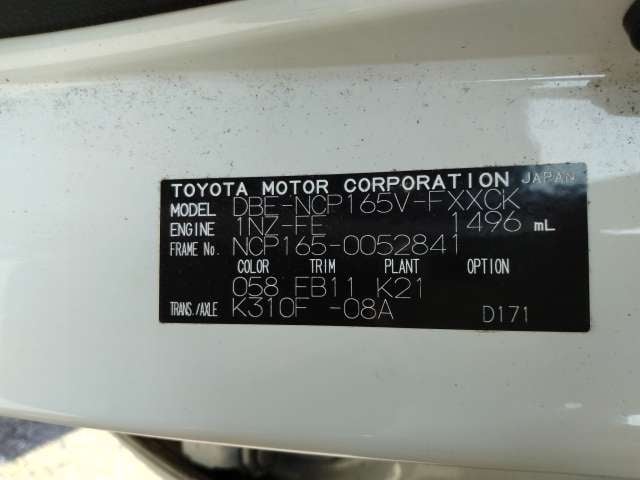 TOYOTA MOTOR CORPORATION JAPAN
MODEL DBE-NCP165V-FXXCK
ENGINE 1NZ-FE 1496 mL
FRAME No. NCP165-0052841
COLOR TRIM PLANT OPTION
058 FB11 K21
TRANS./AXLE K310F -08A D171